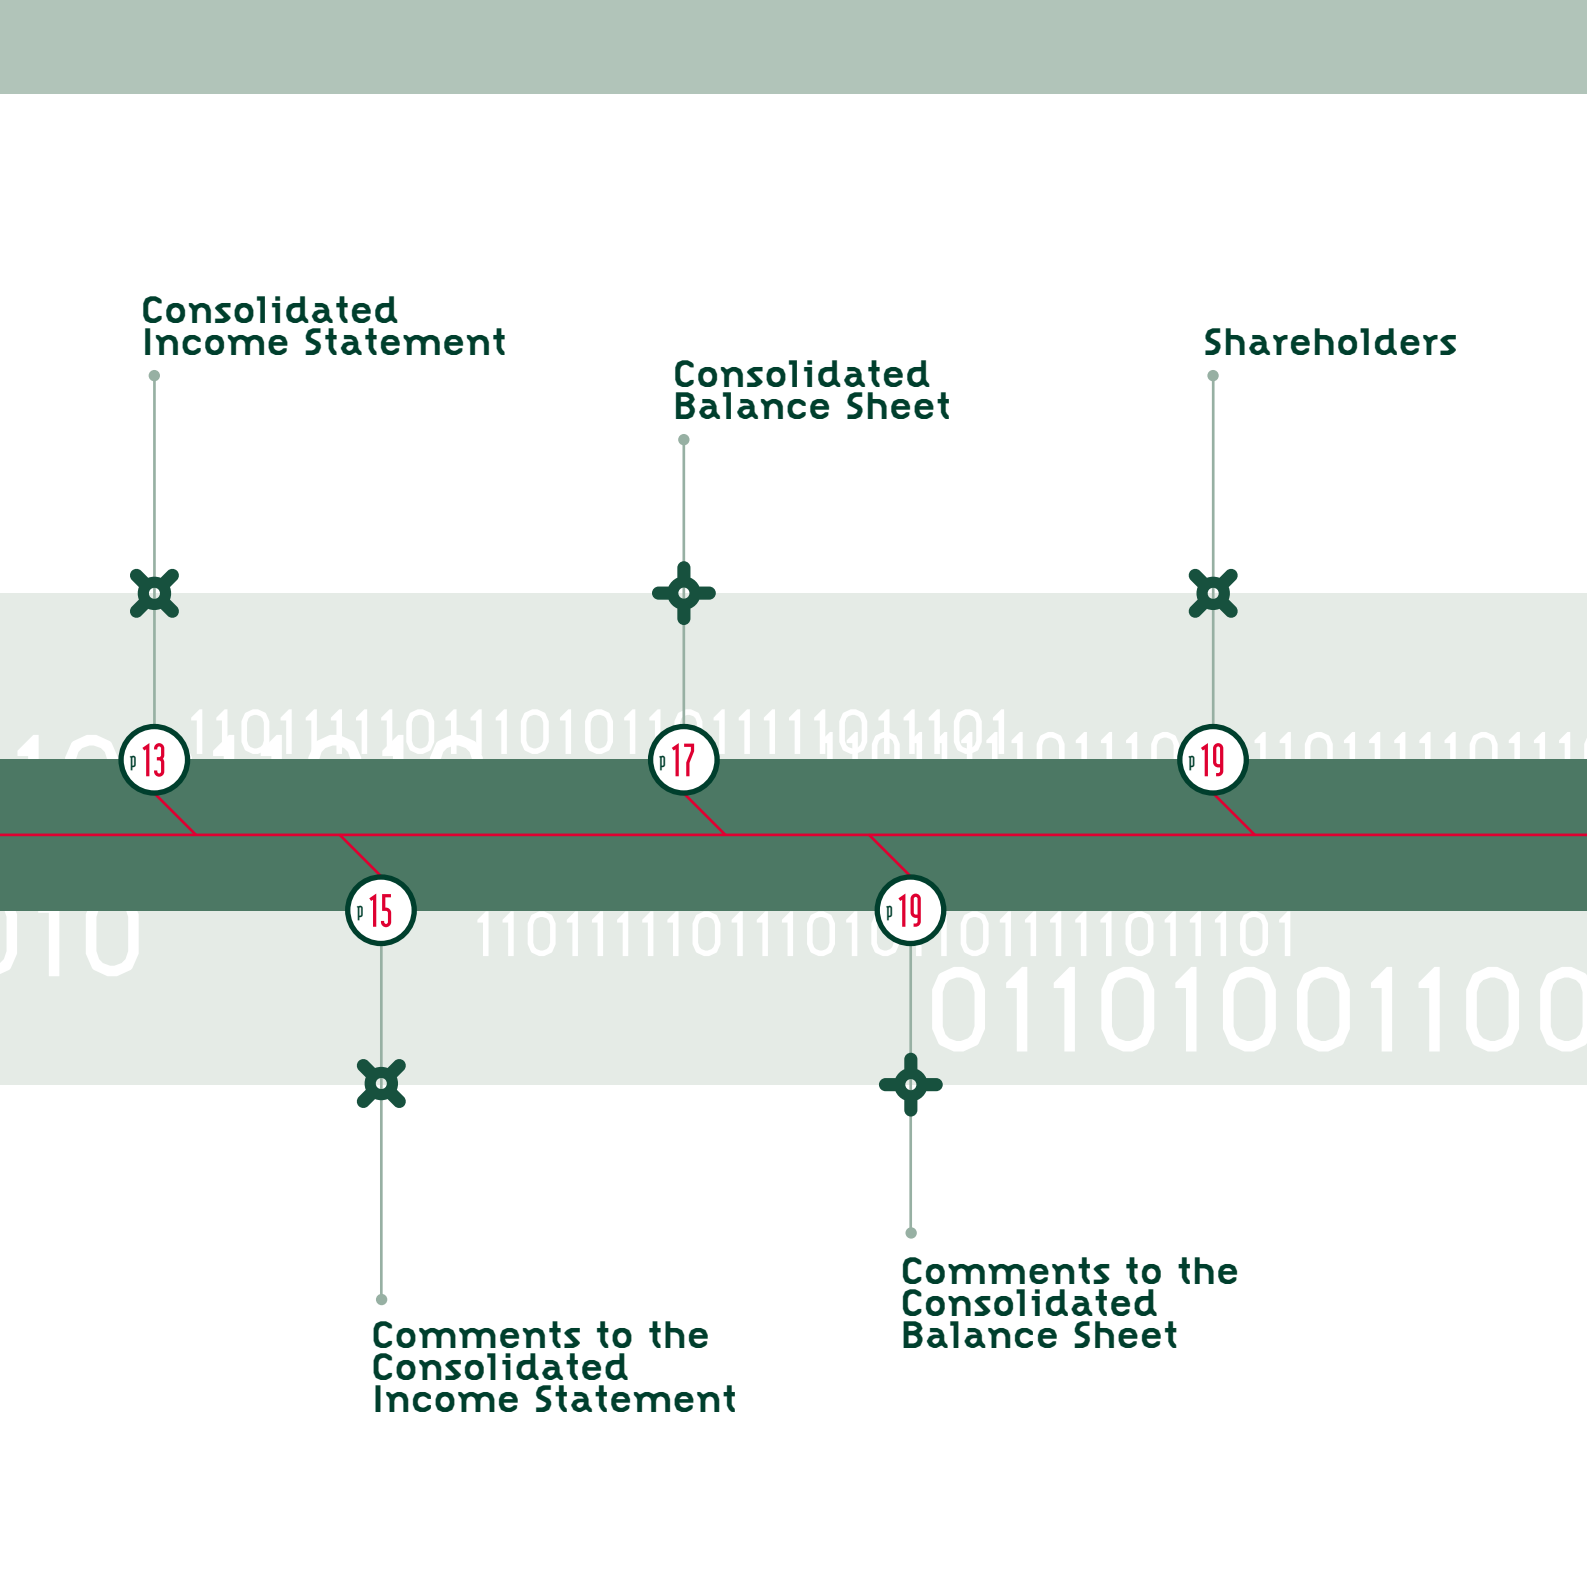 Consolidated
Income Statement
Consolidated
Balance Sheet
Shareholders
p 13
p 17
p 19
p 15
p 19
0110100110
Comments to the
Consolidated
Balance Sheet
Comments to the
Consolidated
Income Statement